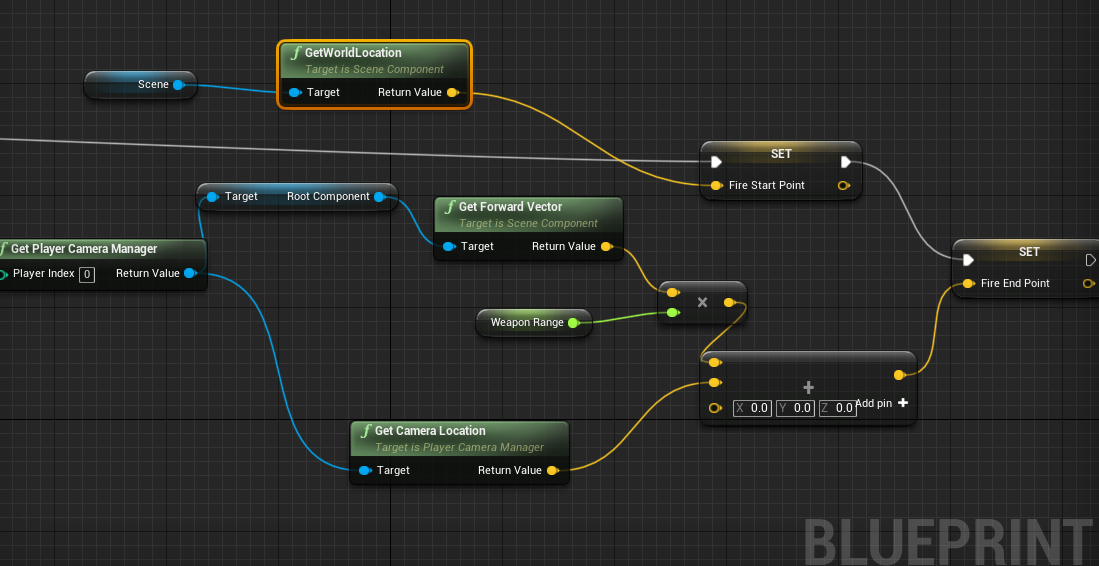 GetWorldLocation
Target is Scene Component
Scene
Target Return Value
SET
Fire Start Point
Target Root Component
Get Forward Vector
Target is Scene Component
Target Return Value
Get Player Camera Manager
Player Index 0 Return Value
SET
Fire End Point
×
Weapon Range
+
X 0.0 Y 0.0 Z 0.0 Add pin +
Get Camera Location
Target is Player Camera Manager
Target Return Value
BLUEPRINT